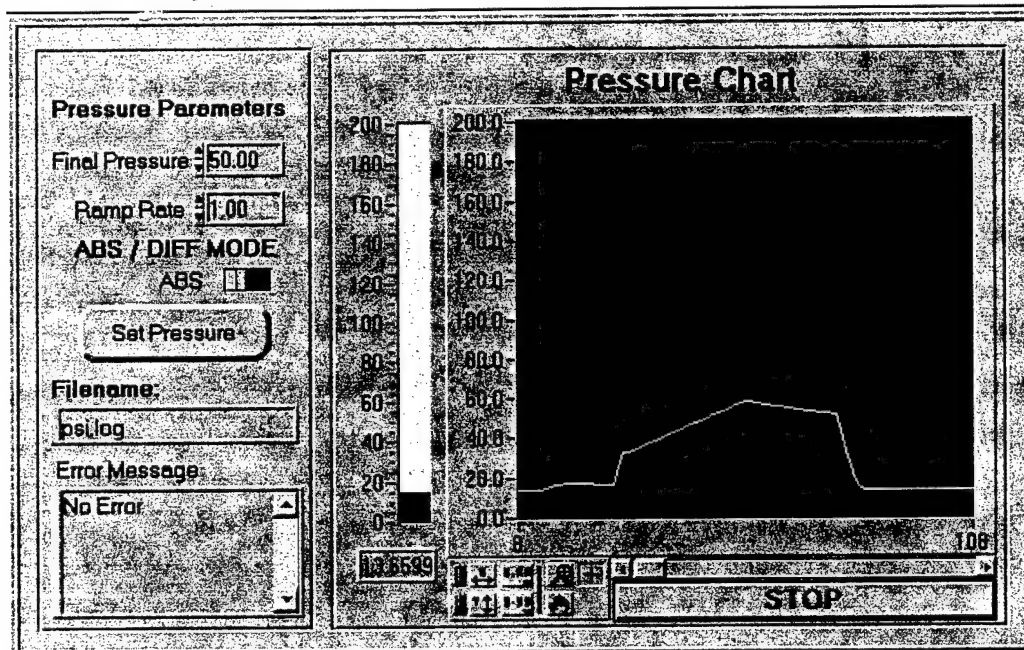 Pressure Parameters
Final Pressure 50.00
Ramp Rate 1.00
ABS / DIFF MODE
ABS
Set Pressure
Filename:
psi.log
Error Message
No Error
Pressure Chart
200
180
160
140
120
100
80
60
40
20
0
200.0
180.0
160.0
140.0
120.0
100.0
80.0
60.0
40.0
20.0
0.0
108
STOP